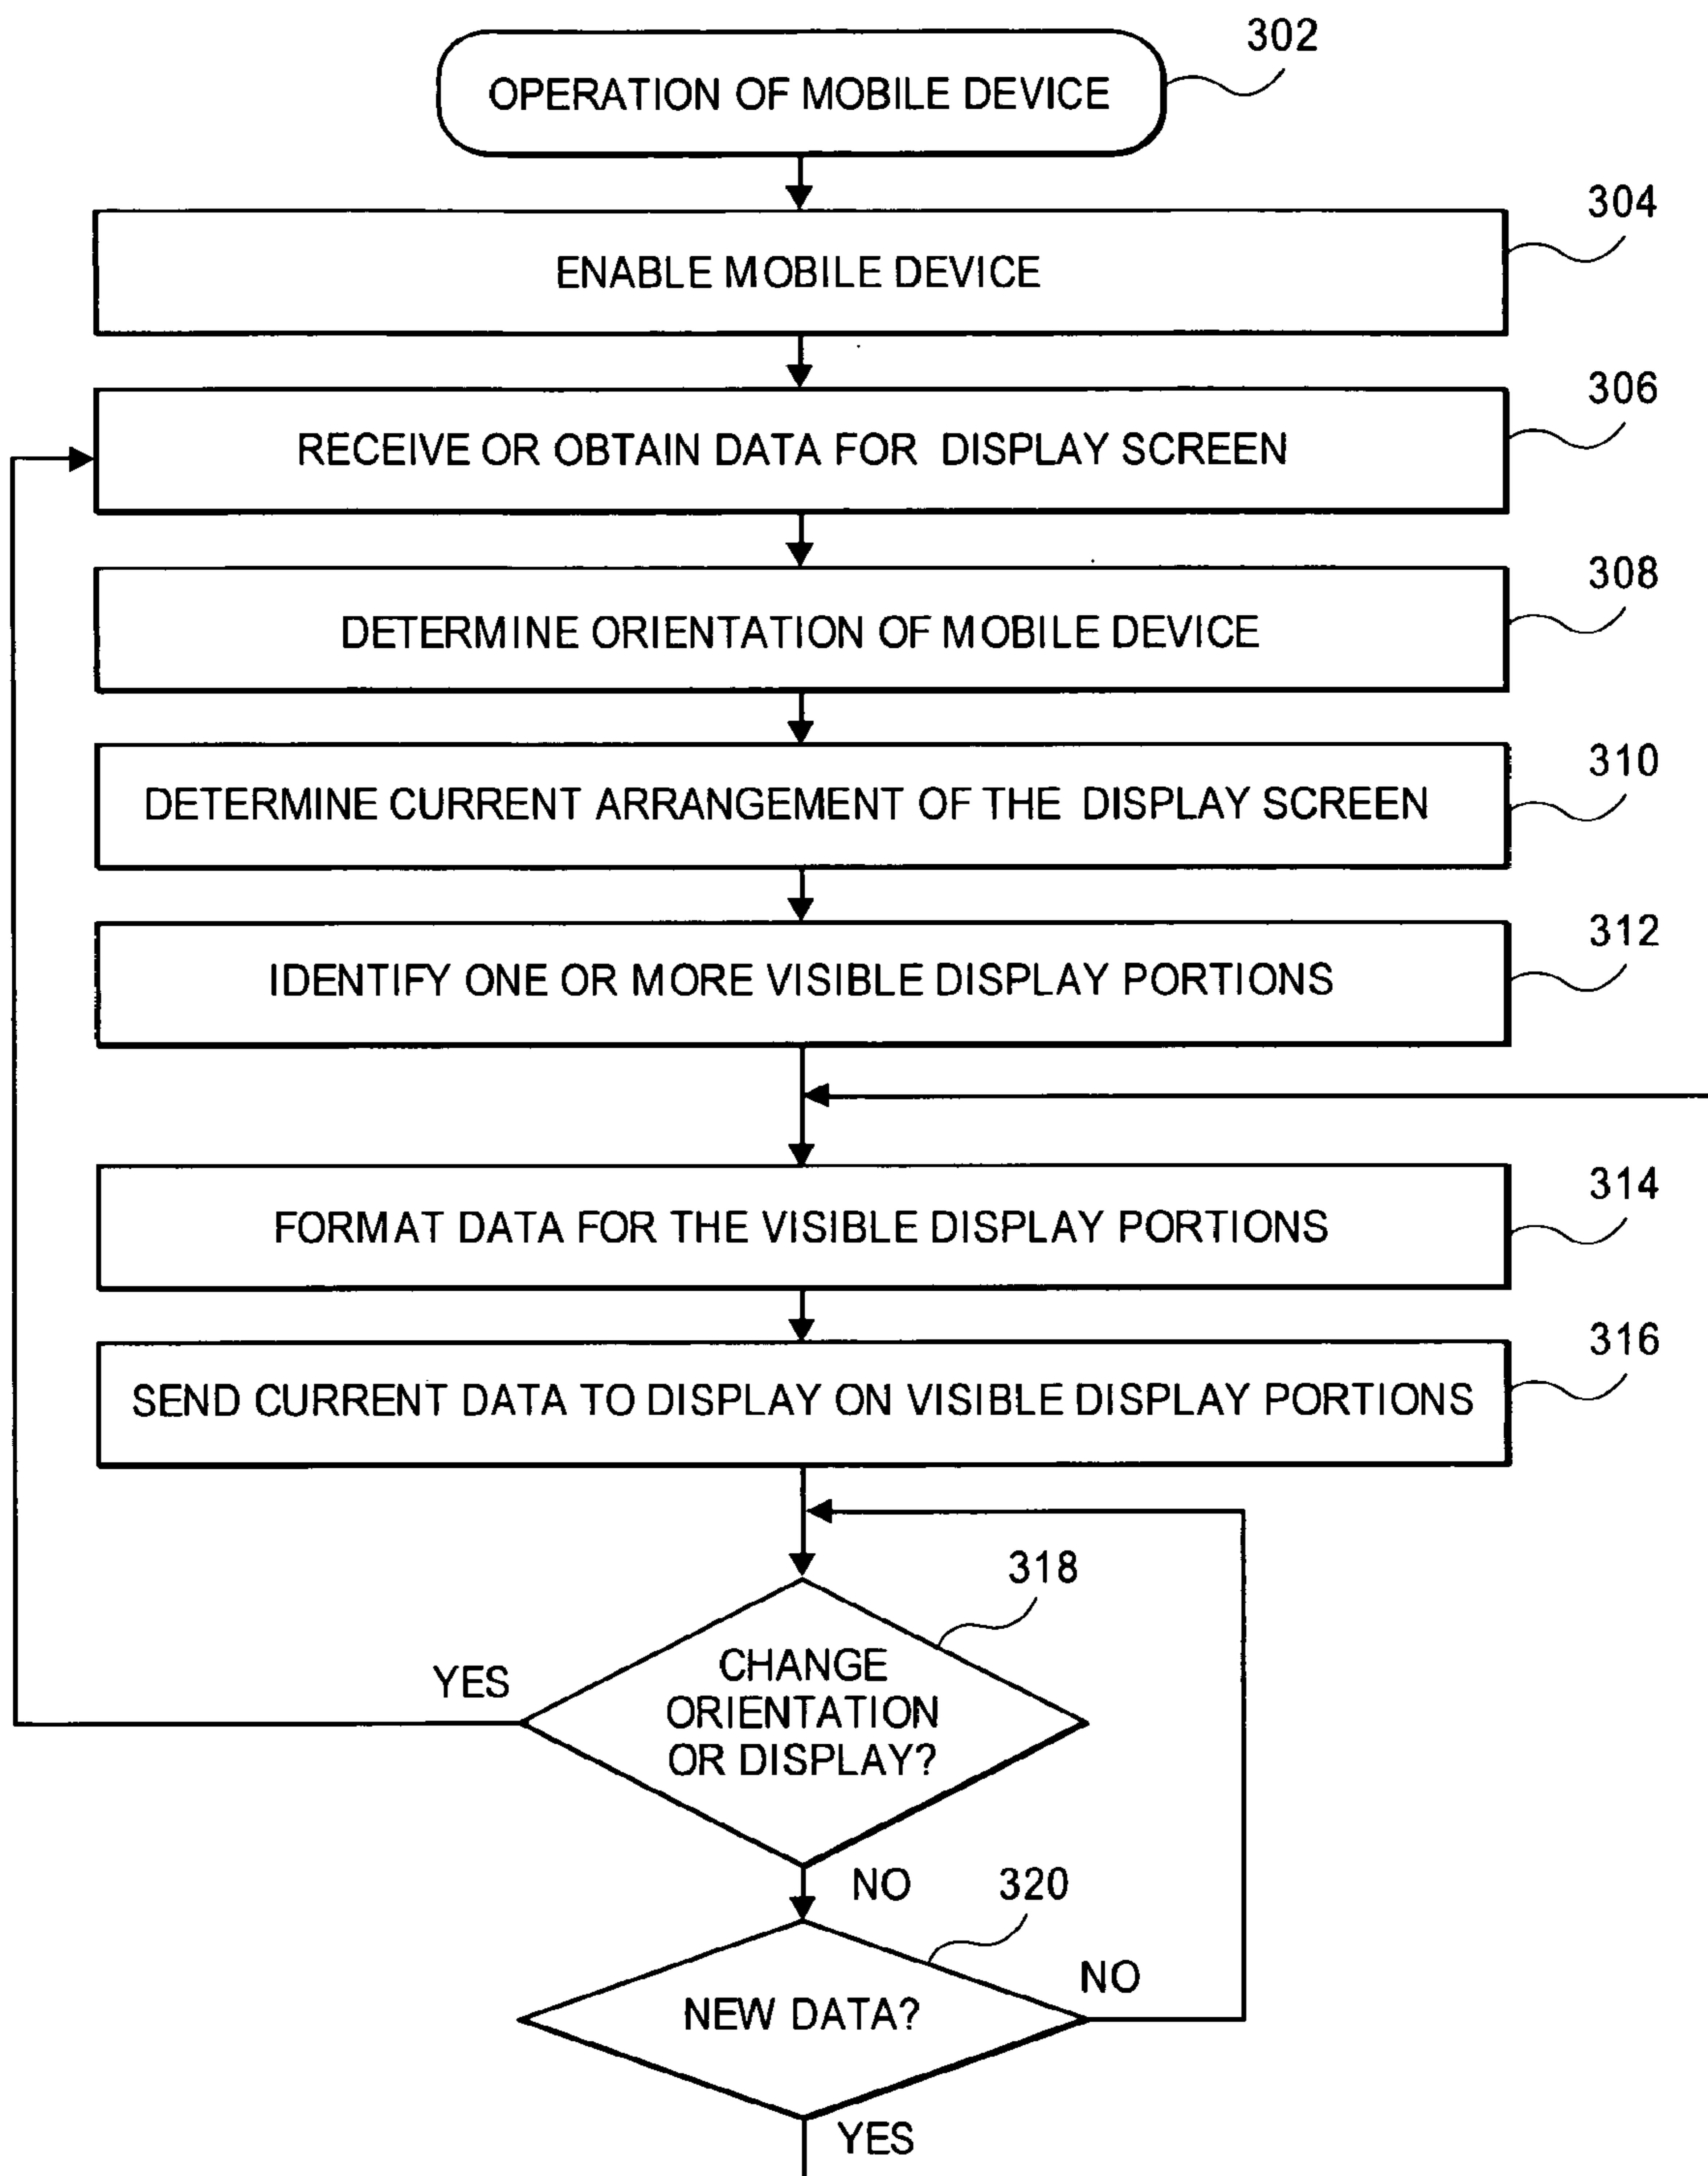 302
OPERATION OF MOBILE DEVICE
304
ENABLE MOBILE DEVICE
306
RECEIVE OR OBTAIN DATA FOR DISPLAY SCREEN
308
DETERMINE ORIENTATION OF MOBILE DEVICE
310
DETERMINE CURRENT ARRANGEMENT OF THE DISPLAY SCREEN
312
IDENTIFY ONE OR MORE VISIBLE DISPLAY PORTIONS
314
FORMAT DATA FOR THE VISIBLE DISPLAY PORTIONS
316
SEND CURRENT DATA TO DISPLAY ON VISIBLE DISPLAY PORTIONS
318
YES
CHANGE
ORIENTATION
OR DISPLAY?
NO
320
NO
NEW DATA?
YES